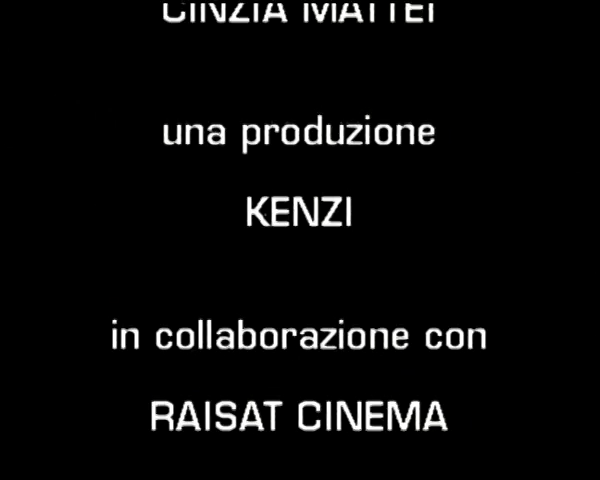 CINZIA MATTEI
una produzione
KENZI
in collaborazione con
RAISAT CINEMA